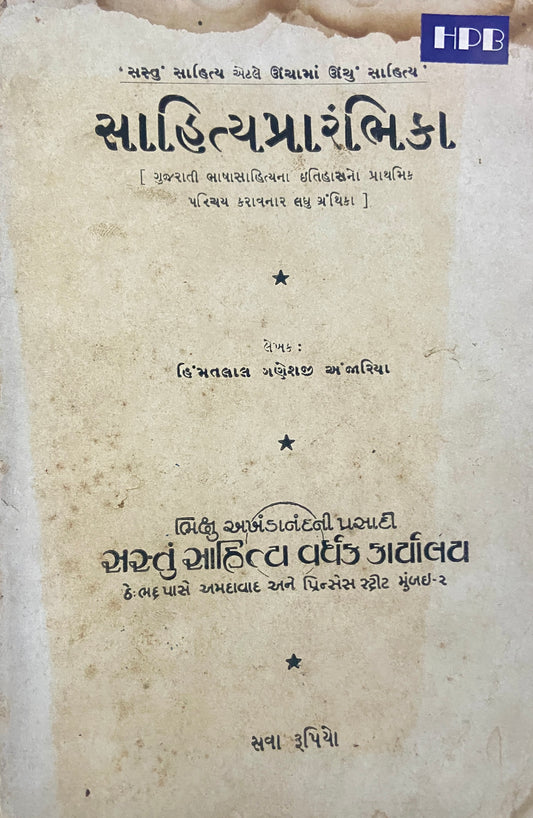 HPB
'સસ્તું સાહિત્ય એટલે ઊંચામાં ઊંચું સાહિત્ય'
સાહિત્યપ્રારંભિકા
[ ગુજરાતી ભાષાસાહિત્યના ઇતિહાસનો પ્રાથમિક
પરિચય કરાવનાર લઘુ ગ્રંથિકા ]
લેખક :
હિંમતલાલ ગણેશજી અંજારિયા
ભિક્ષુ અખંડાનંદની પ્રસાદી
સસ્તું સાહિત્ય વર્ધક કાર્યાલય
ઠે: ભદ્ર પાસે અમદાવાદ અને પ્રિન્સેસ સ્ટ્રીટ મુંબઇ-૨
સવા રૂપિયો